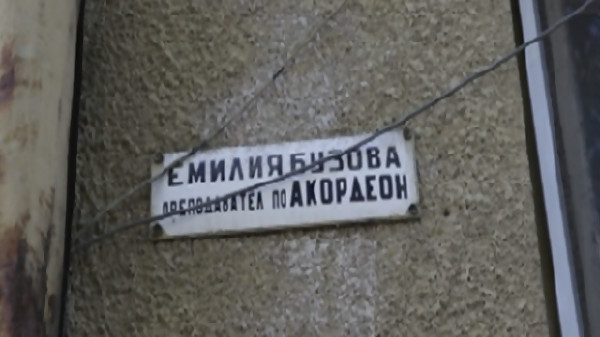 ЕМИЛИЯ БУЗОВА
ПРЕПОДАВАТЕЛ ПО АКОРДЕОН